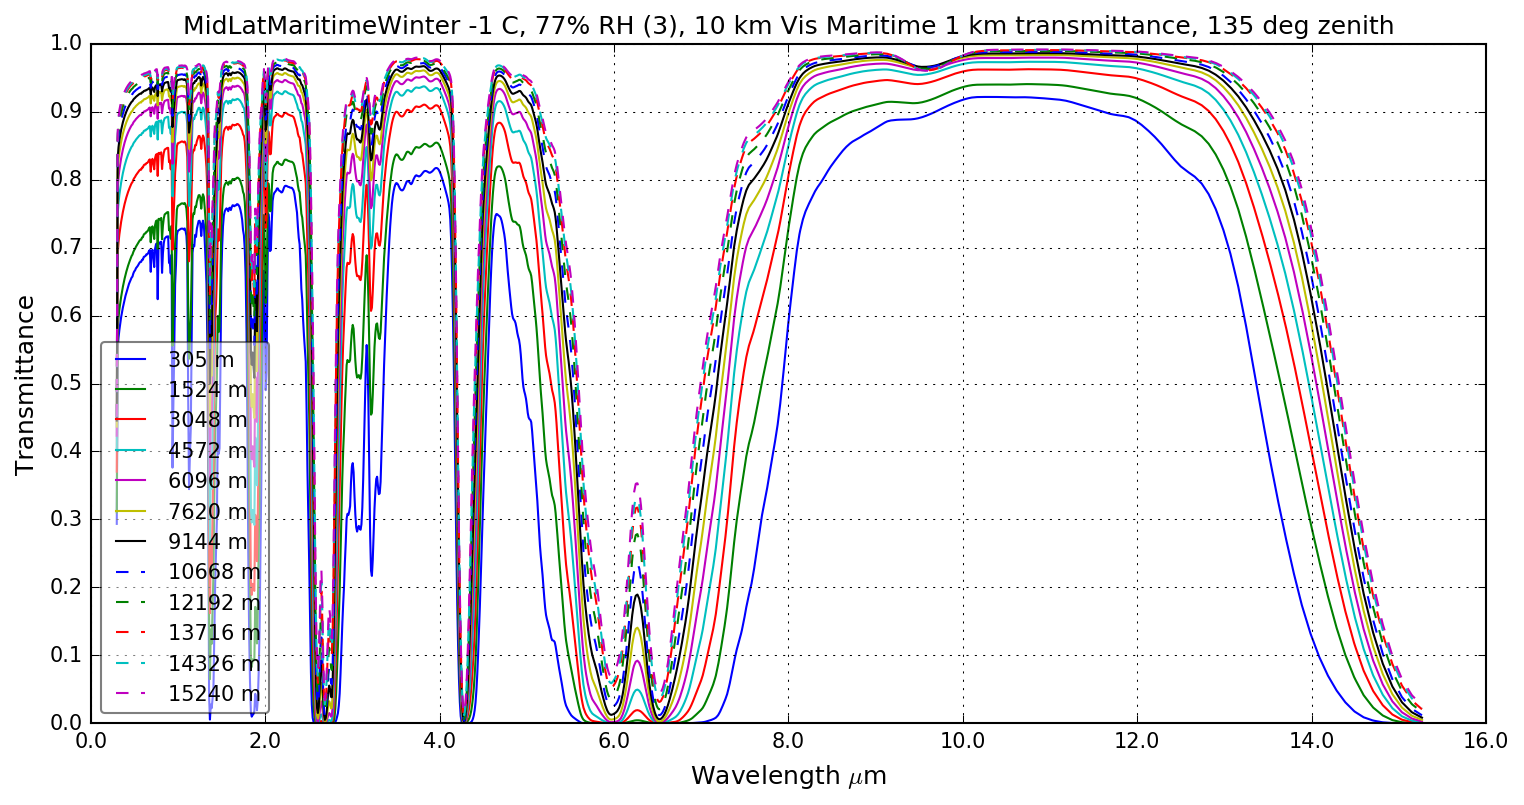 MidLatMaritimeWinter -1 C, 77% RH (3), 10 km Vis Maritime 1 km transmittance, 135 deg zenith
1.0
0.9
0.8
0.7
0.6
0.5
0.4
0.3
0.2
0.1
0.0
Transmittance
305 m
1524 m
3048 m
4572 m
6096 m
7620 m
9144 m
10668 m
12192 m
13716 m
14326 m
15240 m
0.0 2.0 4.0 6.0 8.0 10.0 12.0 14.0 16.0
Wavelength μm